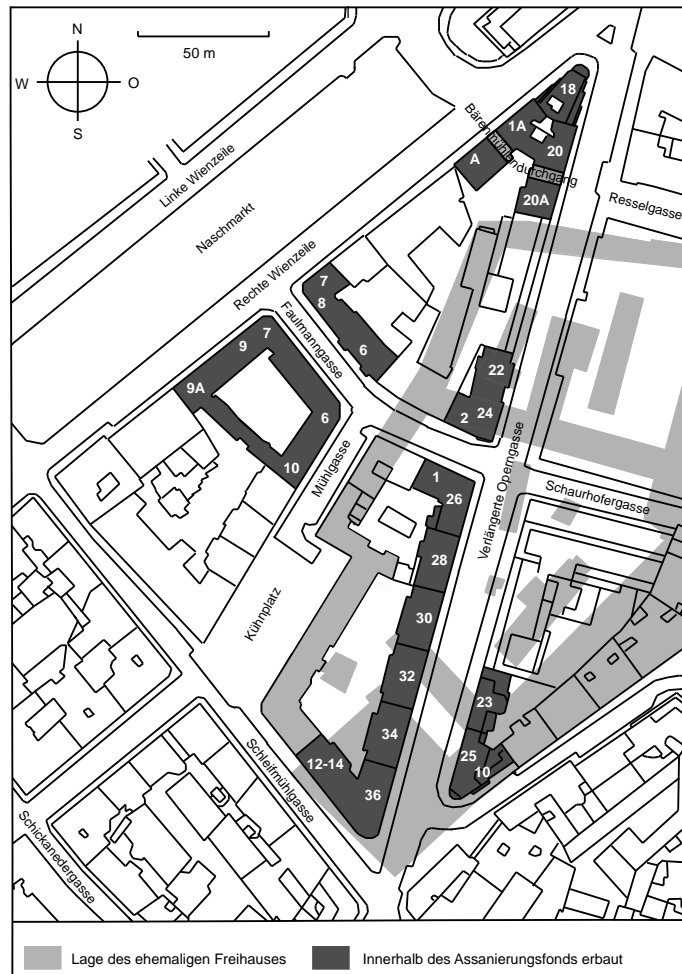 N
W
O
S
50 m
18
1A
20
Bärenmühlendurchgang
A
20A
Linke Wienzeile
Resselgasse
Naschmarkt
Rechte Wienzeile
7
8
6
Faulmanngasse
7
9
9A
6
10
22
2
24
Mühlgasse
1
26
Schaurhofergasse
Verlängerte Operngasse
28
30
Kühnplatz
32
23
34
25
10
12-14
36
Schleifmühlgasse
Schickanedergasse
Lage des ehemaligen Freihauses
Innerhalb des Assanierungsfonds erbaut